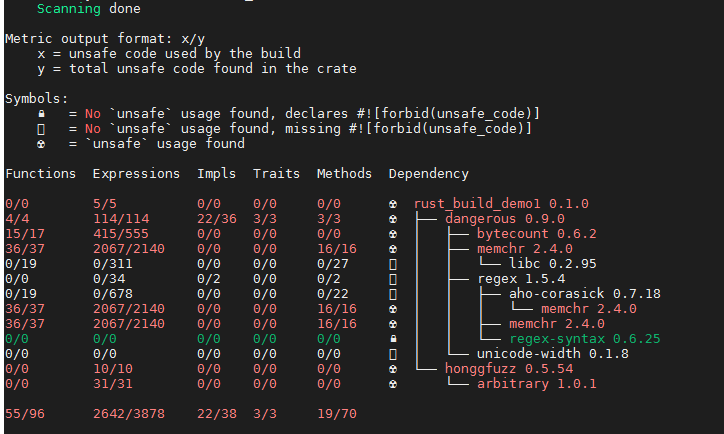 Scanning done
Metric output format: x/y
x = unsafe code used by the build
y = total unsafe code found in the crate
Symbols:
🔒 = No `unsafe` usage found, declares #![forbid(unsafe_code)]
= No `unsafe` usage found, missing #![forbid(unsafe_code)]
☢ = `unsafe` usage found
Functions Expressions Impls Traits Methods Dependency
0/0 5/5 0/0 0/0 0/0 ☢ rust_build_demo1 0.1.0
4/4 114/114 22/36 3/3 3/3 ☢ ├── dangerous 0.9.0
15/17 415/555 0/0 0/0 0/0 ☢ │ ├── bytecount 0.6.2
36/37 2067/2140 0/0 0/0 16/16 ☢ │ ├── memchr 2.4.0
0/19 0/311 0/0 0/0 0/27 │ │ └── libc 0.2.95
0/0 0/34 0/2 0/0 0/2 │ ├── regex 1.5.4
0/19 0/678 0/0 0/0 0/22 │ │ ├── aho-corasick 0.7.18
36/37 2067/2140 0/0 0/0 16/16 ☢ │ │ │ └── memchr 2.4.0
36/37 2067/2140 0/0 0/0 16/16 ☢ │ │ ├── memchr 2.4.0
0/0 0/0 0/0 0/0 0/0 🔒 │ │ └── regex-syntax 0.6.25
0/0 0/0 0/0 0/0 0/0 │ └── unicode-width 0.1.8
0/0 10/10 0/0 0/0 0/0 ☢ └── honggfuzz 0.5.54
0/0 31/31 0/0 0/0 0/0 ☢ └── arbitrary 1.0.1
55/96 2642/3878 22/38 3/3 19/70